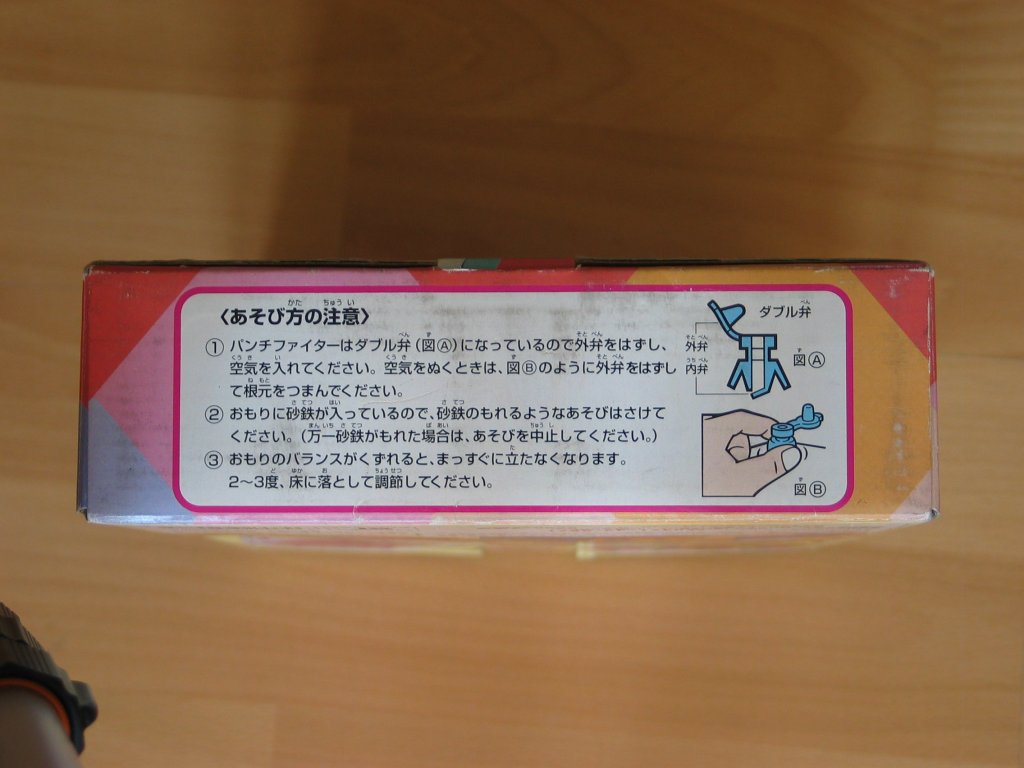 〈あそび方の注意〉
① パンチファイターはダブル弁(図Ⓐ)になっているので外弁をはずし、
空気を入れてください。空気をぬくときは、図Ⓑのように外弁をはずし
て根元をつまんでください。
② おもりに砂鉄が入っているので、砂鉄のもれるようなあそびはさけて
ください。(万一砂鉄がもれた場合は、あそびを中止してください。)
③ おもりのバランスがくずれると、まっすぐに立たなくなります。
2〜3度、床に落として調節してください。
ダブル弁
外弁
内弁
図Ⓐ
図Ⓑ